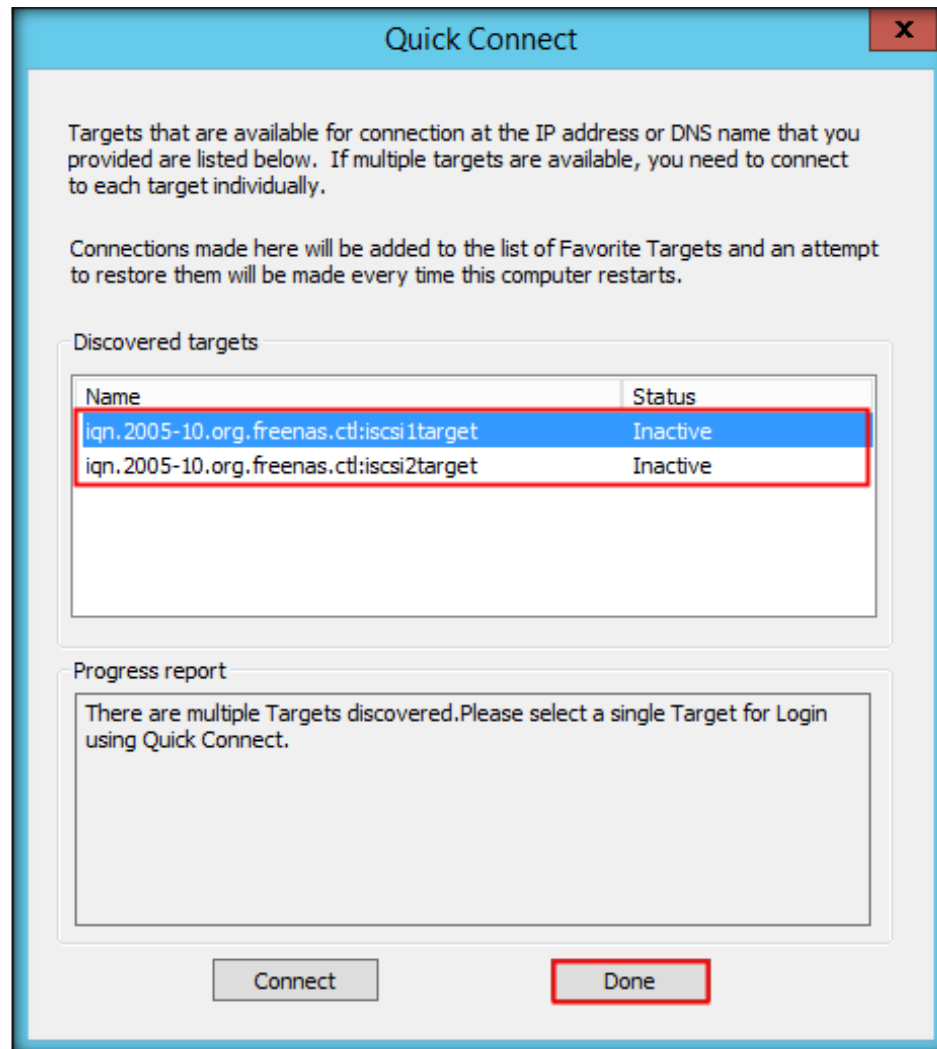 Quick Connect
x
Targets that are available for connection at the IP address or DNS name that you
provided are listed below.  If multiple targets are available, you need to connect
to each target individually.
Connections made here will be added to the list of Favorite Targets and an attempt
to restore them will be made every time this computer restarts.
Discovered targets
Name Status
iqn.2005-10.org.freenas.ctl:iscsi1target Inactive
iqn.2005-10.org.freenas.ctl:iscsi2target Inactive
Progress report
There are multiple Targets discovered.Please select a single Target for Login
using Quick Connect.
Connect Done